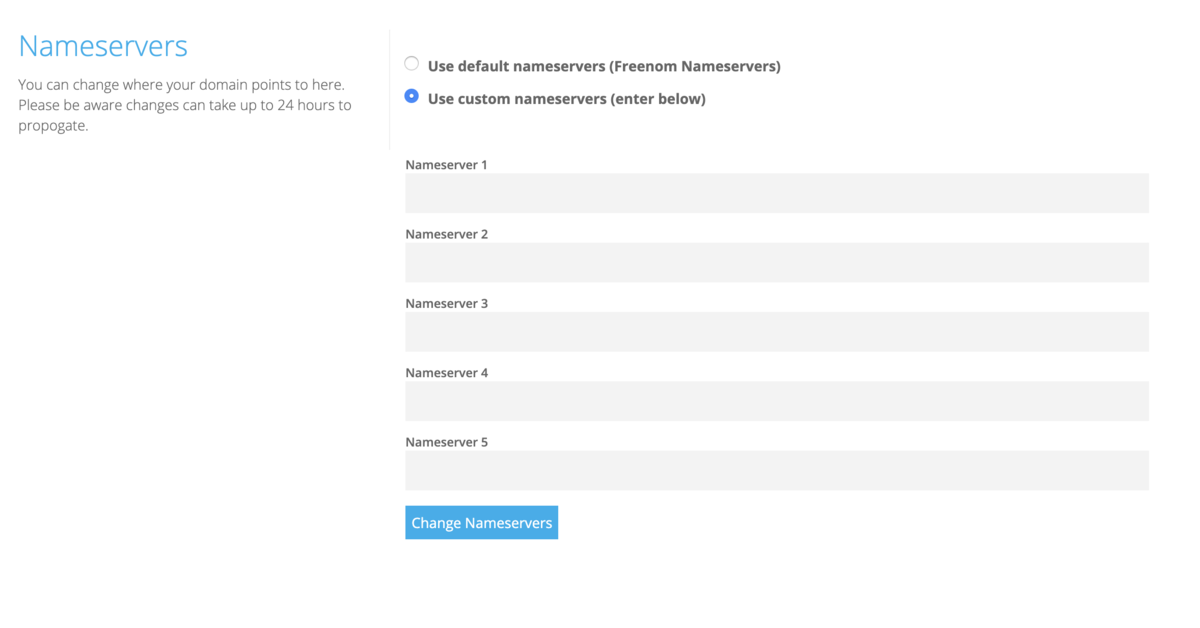 Nameservers
You can change where your domain points to here.
Please be aware changes can take up to 24 hours to
propogate.
Use default nameservers (Freenom Nameservers)
Use custom nameservers (enter below)
Nameserver 1
Nameserver 2
Nameserver 3
Nameserver 4
Nameserver 5
Change Nameservers